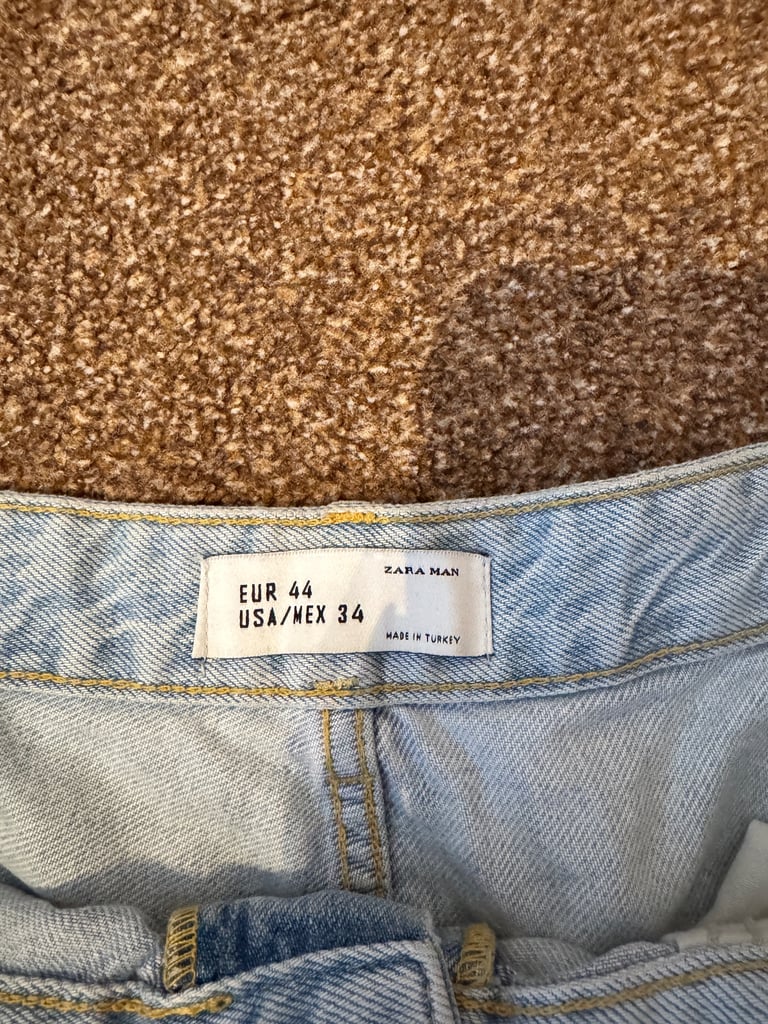 ZARA MAN
EUR 44
USA/MEX 34
MADE IN TURKEY